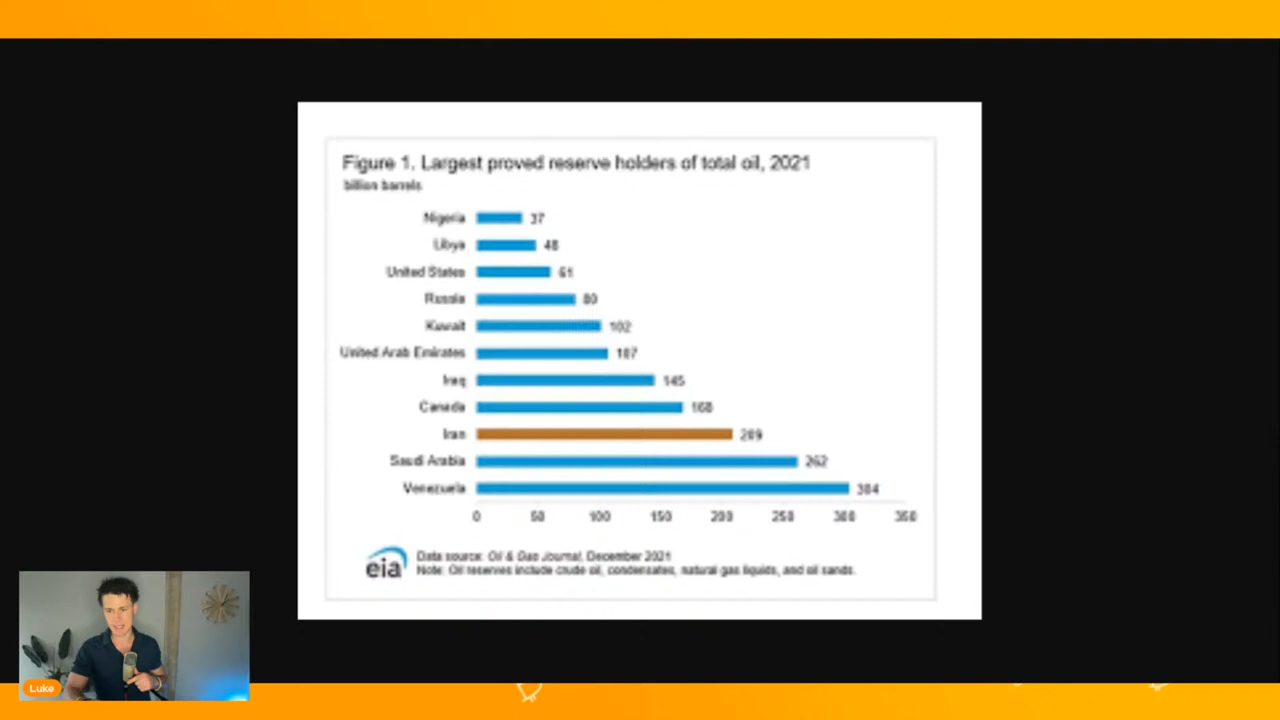 Figure 1. Largest proved reserve holders of total oil, 2021
billion barrels
Nigeria 37
Libya 48
United States 61
Russia 80
Kuwait 102
United Arab Emirates 107
Iraq 145
Canada 168
Iran 209
Saudi Arabia 262
Venezuela 304
0 50 100 150 200 250 300 350
eia
Data source: Oil & Gas Journal, December 2021
Note: Oil reserves include crude oil, condensates, natural gas liquids, and oil sands.
Luke